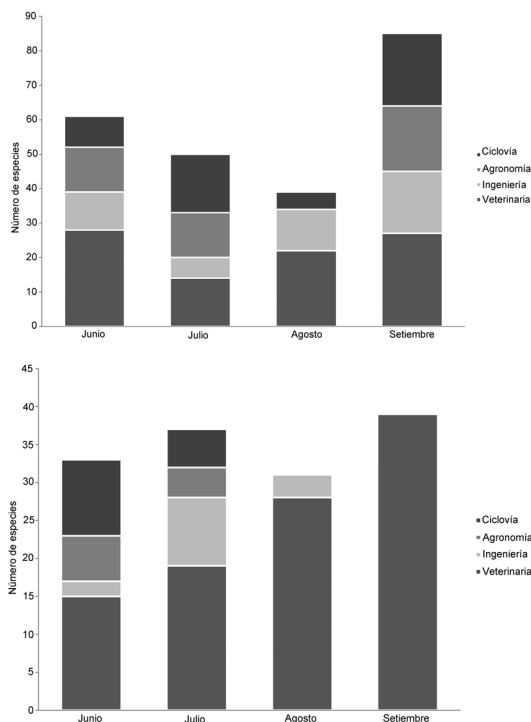 90
80
70
60
50
40
30
20
10
0
Número de especies
Junio
Julio
Agosto
Setiembre
Ciclovía
Agronomía
Ingeniería
Veterinaria
45
40
35
30
25
20
15
10
5
0
Número de especies
Junio
Julio
Agosto
Setiembre
Ciclovía
Agronomía
Ingeniería
Veterinaria